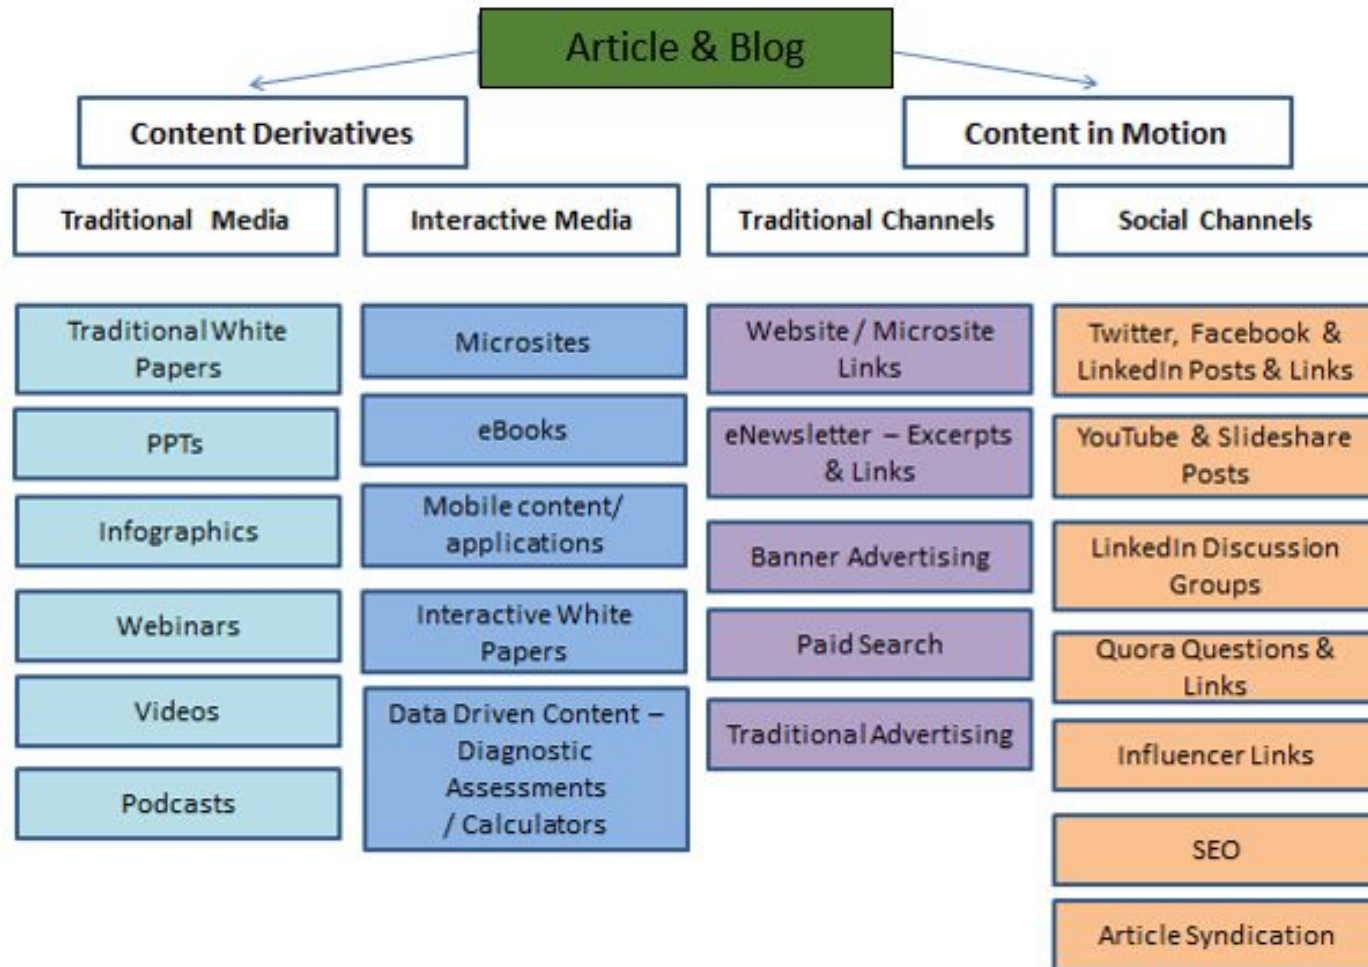 Article & Blog
Content Derivatives
Content in Motion
Traditional Media
Interactive Media
Traditional Channels
Social Channels
Traditional White
Papers
PPTs
Infographics
Webinars
Videos
Podcasts
Microsites
eBooks
Mobile content/
applications
Interactive White
Papers
Data Driven Content –
Diagnostic
Assessments
/ Calculators
Website / Microsite
Links
eNewsletter – Excerpts
& Links
Banner Advertising
Paid Search
Traditional Advertising
Twitter, Facebook &
LinkedIn Posts & Links
YouTube & Slideshare
Posts
LinkedIn Discussion
Groups
Quora Questions &
Links
Influencer Links
SEO
Article Syndication